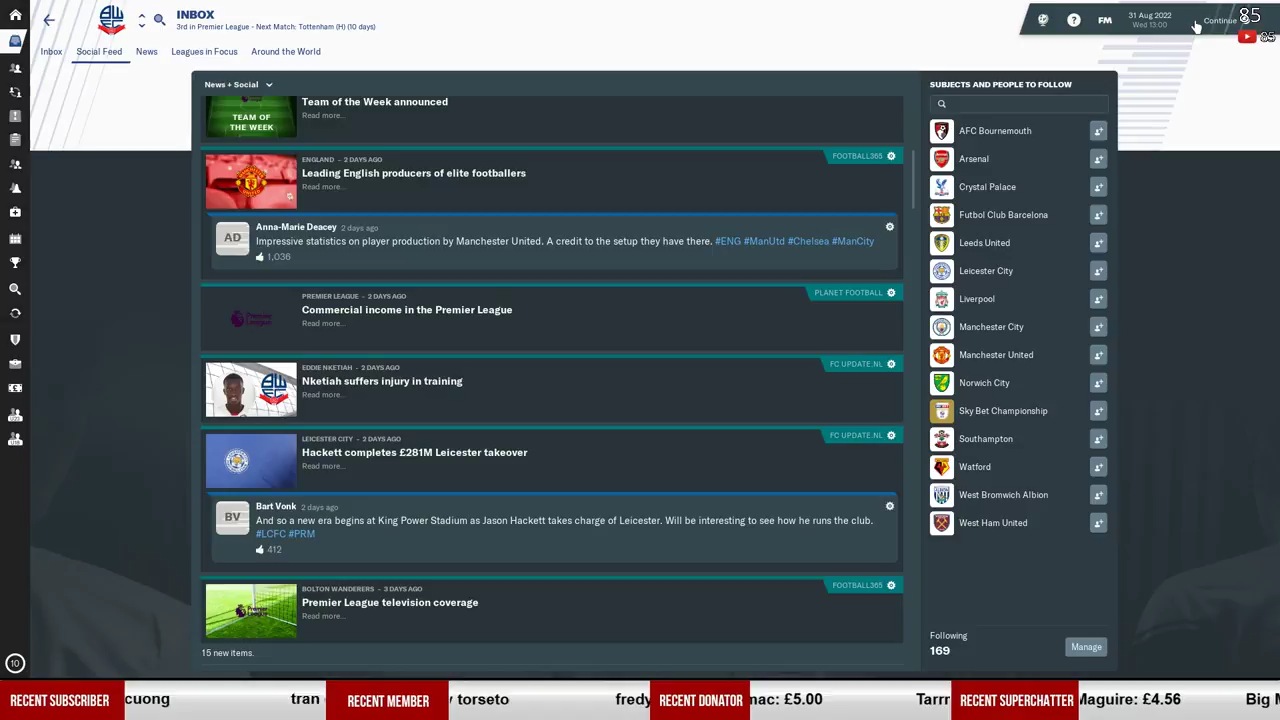 INBOX
3rd in Premier League - Next Match: Tottenham (H) (10 days)
31 Aug 2022
Wed 13:00
Continue
85
85
FM
?
Inbox
Social Feed
News
Leagues in Focus
Around the World
News + Social
TEAM OF
THE WEEK
Team of the Week announced
Read more...
FOOTBALL365
ENGLAND - 2 DAYS AGO
Leading English producers of elite footballers
Read more...
AD
Anna-Marie Deacey 2 days ago
Impressive statistics on player production by Manchester United. A credit to the setup they have there. #ENG #ManUtd #Chelsea #ManCity
1,036
PLANET FOOTBALL
PREMIER LEAGUE - 2 DAYS AGO
Commercial income in the Premier League
Read more...
FC UPDATE.NL
EDDIE NKETIAH - 2 DAYS AGO
Nketiah suffers injury in training
Read more...
FC UPDATE.NL
LEICESTER CITY - 2 DAYS AGO
Hackett completes £281M Leicester takeover
Read more...
BV
Bart Vonk 2 days ago
And so a new era begins at King Power Stadium as Jason Hackett takes charge of Leicester. Will be interesting to see how he runs the club.
#LCFC #PRM
412
FOOTBALL365
BOLTON WANDERERS - 3 DAYS AGO
Premier League television coverage
Read more...
15 new items.
SUBJECTS AND PEOPLE TO FOLLOW
AFC Bournemouth
Arsenal
Crystal Palace
Futbol Club Barcelona
Leeds United
Leicester City
Liverpool
Manchester City
Manchester United
Norwich City
Sky Bet Championship
Southampton
Watford
West Bromwich Albion
West Ham United
Following
169
Manage
10
RECENT SUBSCRIBER
cuong
tran
RECENT MEMBER
torseto
fredy
RECENT DONATOR
mac: £5.00
Tarrr
RECENT SUPERCHATTER
Maguire: £4.56
Big